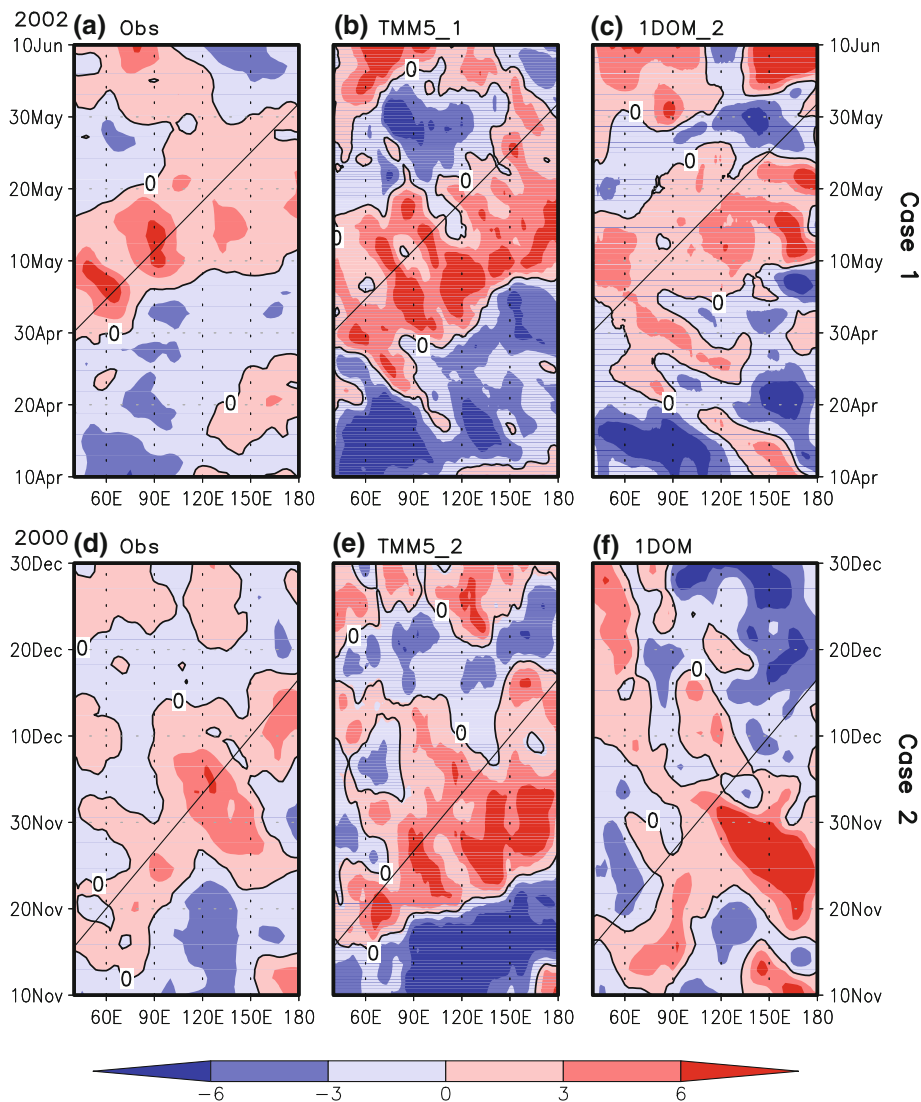 2002 (a) Obs (b) TMM5_1 (c) 1DOM_2
10Jun 10Jun
30May 30May
20May 20May
10May 10May
30Apr 30Apr
20Apr 20Apr
10Apr 10Apr
0 0 0 0 0 0 0 0 0 0 0
60E 90E 120E 150E 180 60E 90E 120E 150E 180 60E 90E 120E 150E 180
Case 1
2000 (d) Obs (e) TMM5_2 (f) 1DOM
30Dec 30Dec
20Dec 20Dec
10Dec 10Dec
30Nov 30Nov
20Nov 20Nov
10Nov 10Nov
0 0 0 0 0 0 0 0 0 0 0
60E 90E 120E 150E 180 60E 90E 120E 150E 180 60E 90E 120E 150E 180
Case 2
−6 −3 0 3 6